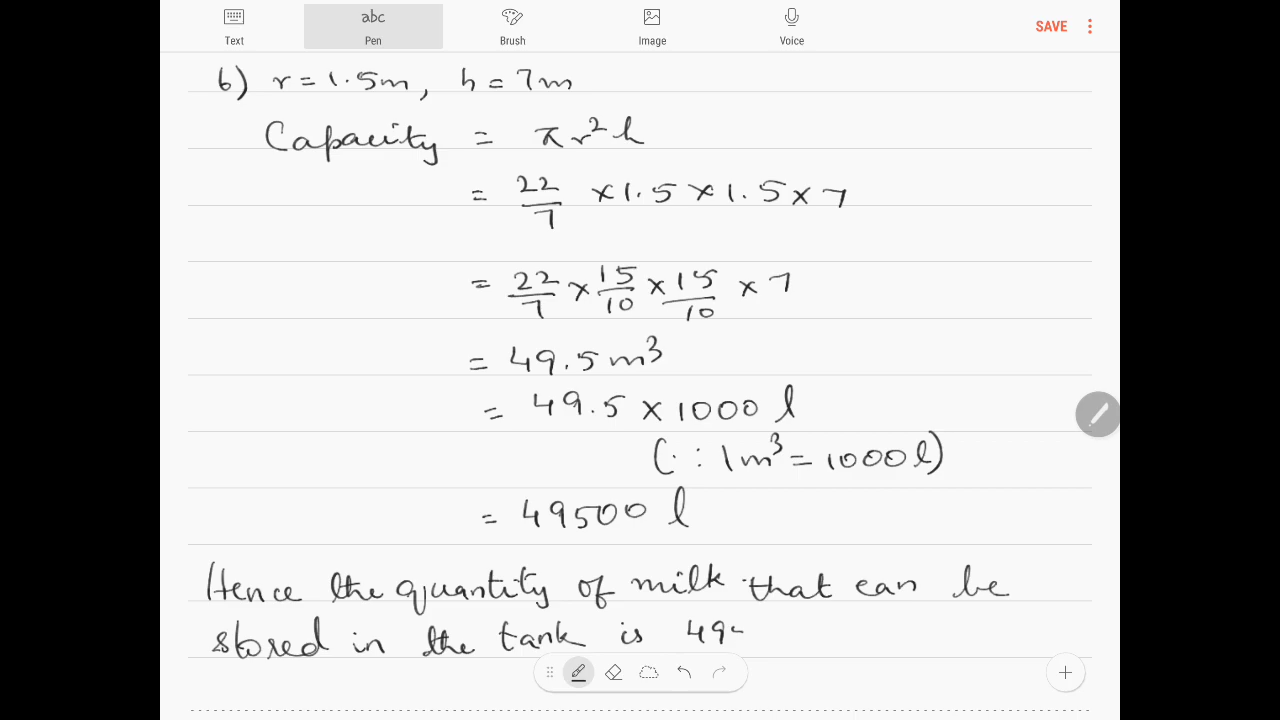 Text
abc
Pen
Brush
Image
Voice
SAVE
6) r = 1.5m, h = 7m
Capacity = πr²h
= 22/7 × 1.5 × 1.5 × 7
= 22/7 × 15/10 × 15/10 × 7
= 49.5 m³
= 49.5 × 1000 l
(∵ 1m³ = 1000 l)
= 49500 l
Hence the quantity of milk that can be
stored in the tank is 49